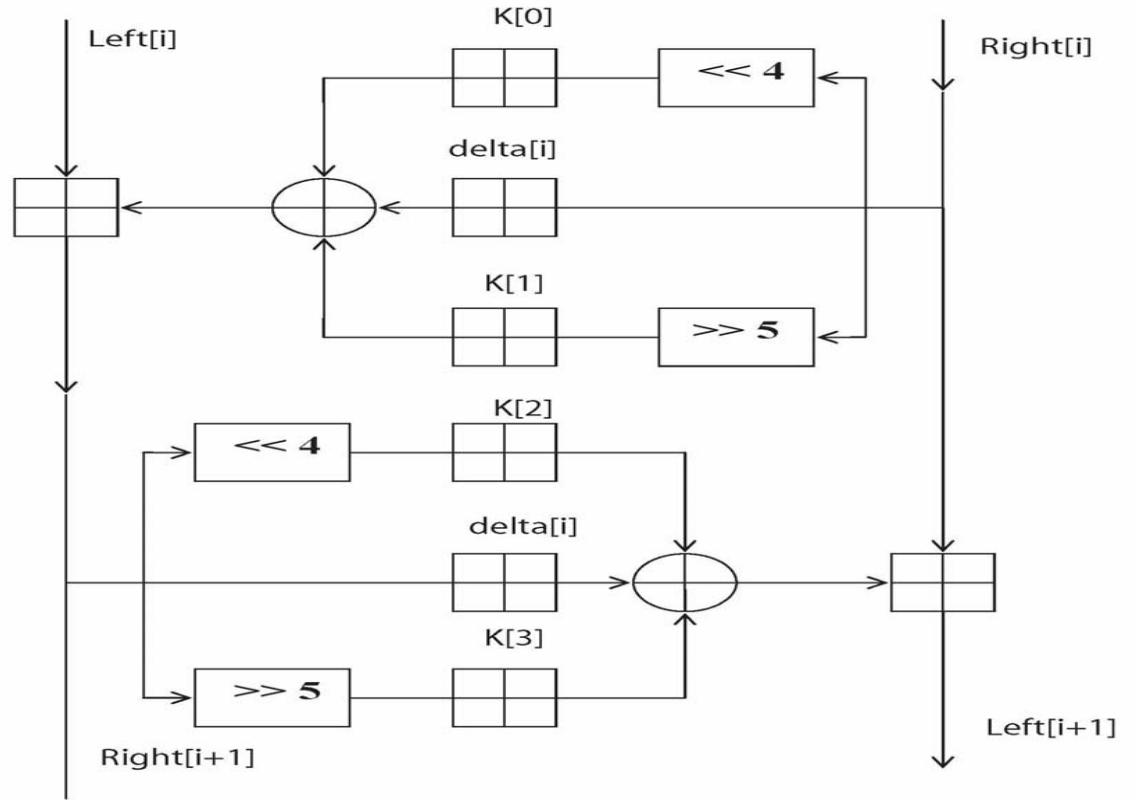 K[0]
Left[i]
Right[i]
<< 4
delta[i]
K[1]
>> 5
K[2]
<< 4
delta[i]
K[3]
>> 5
Left[i+1]
Right[i+1]